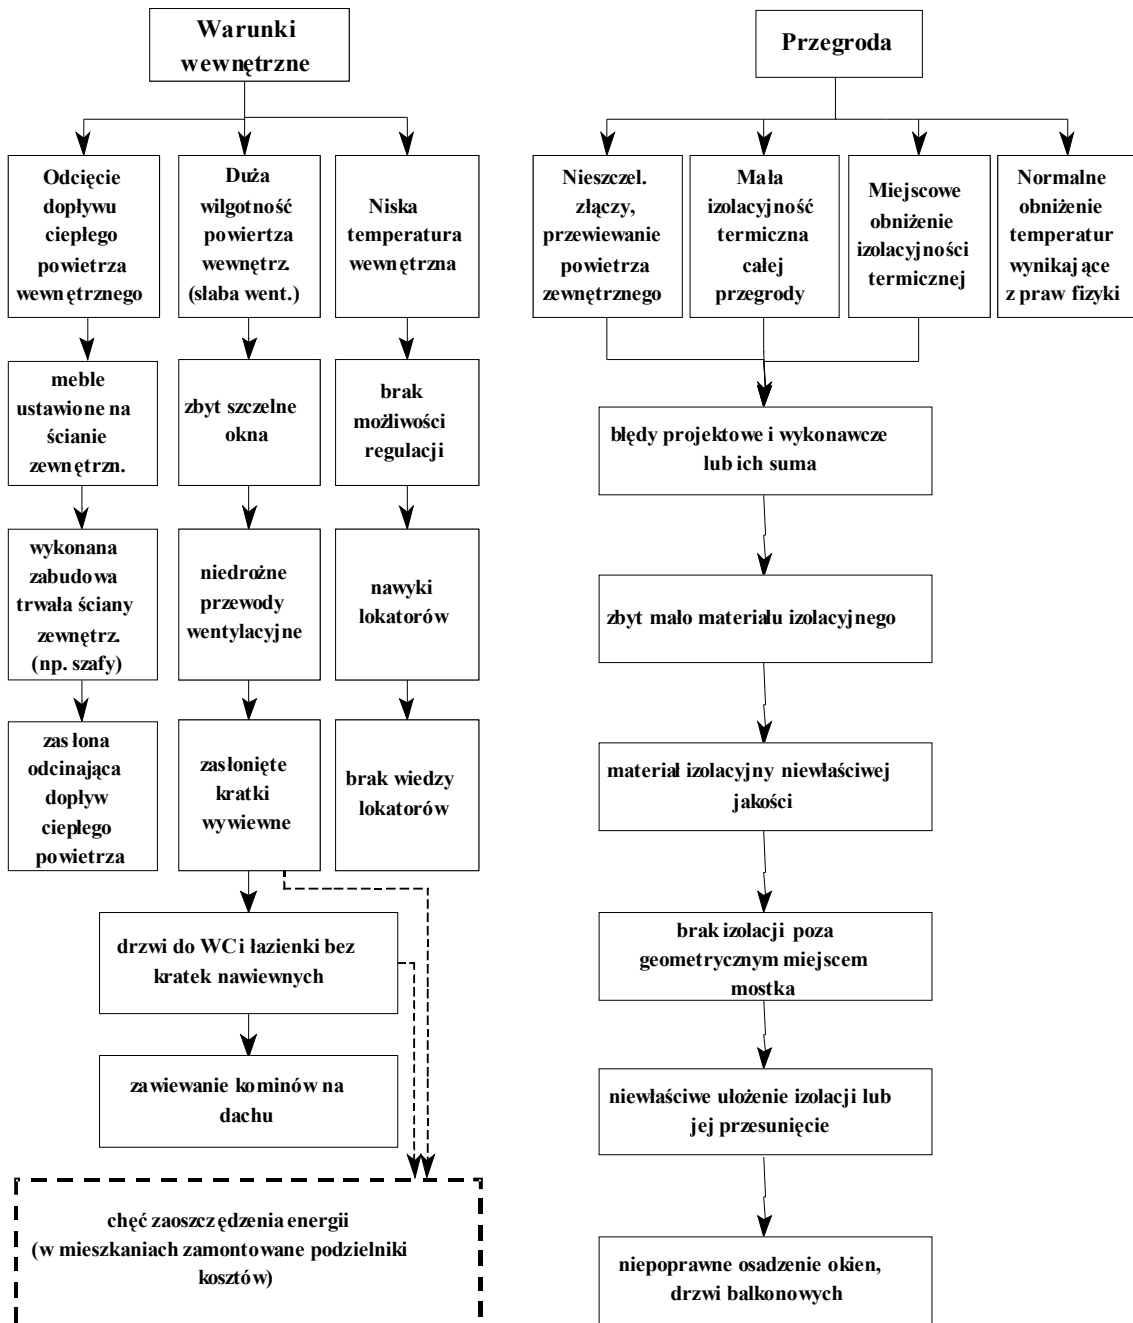 Warunki
wewnętrzne
Przegroda
Odcięcie
dopływu
ciepłego
powietrza
wewnętrznego
Duża
wilgotność
powiertza
wewnętrz.
(słaba went.)
Niska
temperatura
wewnętrzna
Nieszczel.
złączy,
przewiewanie
powietrza
zewnętrznego
Mała
izolacyjność
termiczna
całej
przegrody
Miejscowe
obniżenie
izolacyjności
termicznej
Normalne
obniżenie
temperatur
wynikające
z praw fizyki
meble
ustawione na
ścianie
zewnętrzn.
zbyt szczelne
okna
brak
możliwości
regulacji
błędy projektowe i wykonawcze
lub ich suma
wykonana
zabudowa
trwała ściany
zewnętrz.
(np. szafy)
niedrożne
przewody
wentylacyjne
nawyki
lokatorów
zbyt mało materiału izolacyjnego
zasłona
odcinająca
dopływ
ciepłego
powietrza
zasłonięte
kratki
wywiewne
brak wiedzy
lokatorów
materiał izolacyjny niewłaściwej
jakości
drzwi do WC i łazienki bez
kratek nawiewnych
brak izolacji poza
geometrycznym miejscem
mostka
zawiewanie kominów na
dachu
niewłaściwe ułożenie izolacji lub
jej przesunięcie
chęć zaoszczędzenia energii
(w mieszkaniach zamontowane podzielniki
kosztów)
niepoprawne osadzenie okien,
drzwi balkonowych